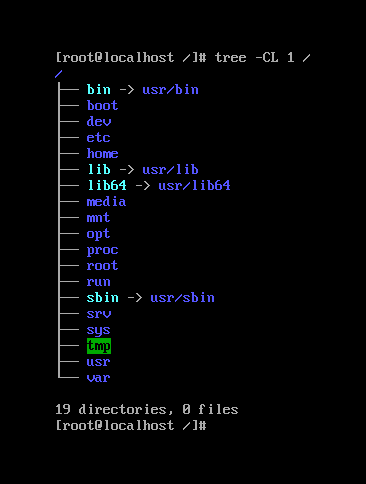 [root@localhost /]# tree -CL 1 /
/
├── bin -> usr/bin
├── boot
├── dev
├── etc
├── home
├── lib -> usr/lib
├── lib64 -> usr/lib64
├── media
├── mnt
├── opt
├── proc
├── root
├── run
├── sbin -> usr/sbin
├── srv
├── sys
├── tmp
├── usr
└── var
19 directories, 0 files
[root@localhost /]#